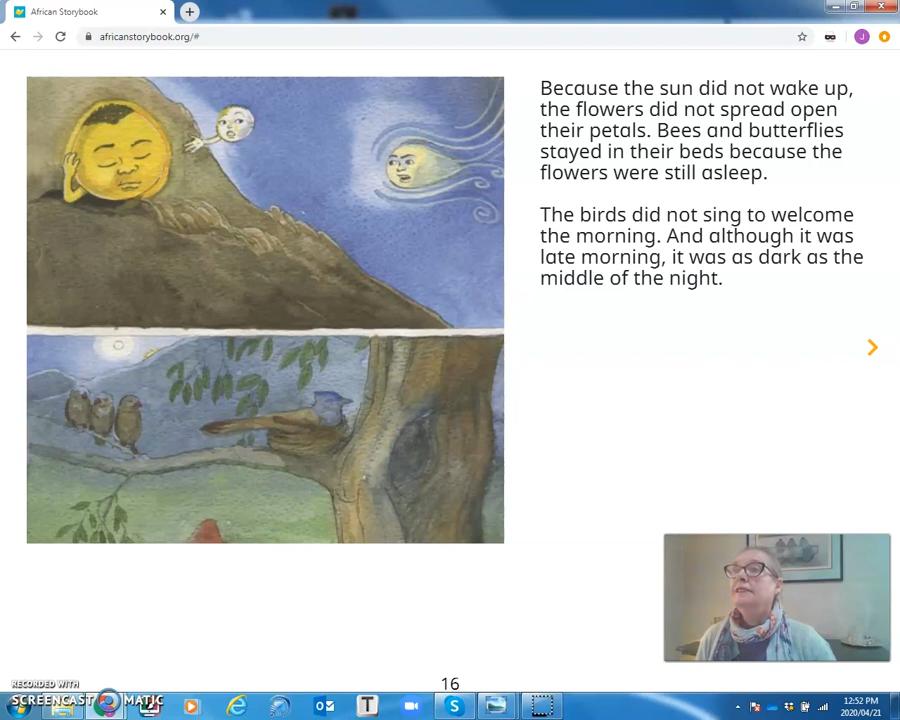 African Storybook
africanstorybook.org/#
J
Because the sun did not wake up,
the flowers did not spread open
their petals. Bees and butterflies
stayed in their beds because the
flowers were still asleep.
The birds did not sing to welcome
the morning. And although it was
late morning, it was as dark as the
middle of the night.
16
RECORDED WITH
SCREENCAST MATIC
12:52 PM
2020/04/21